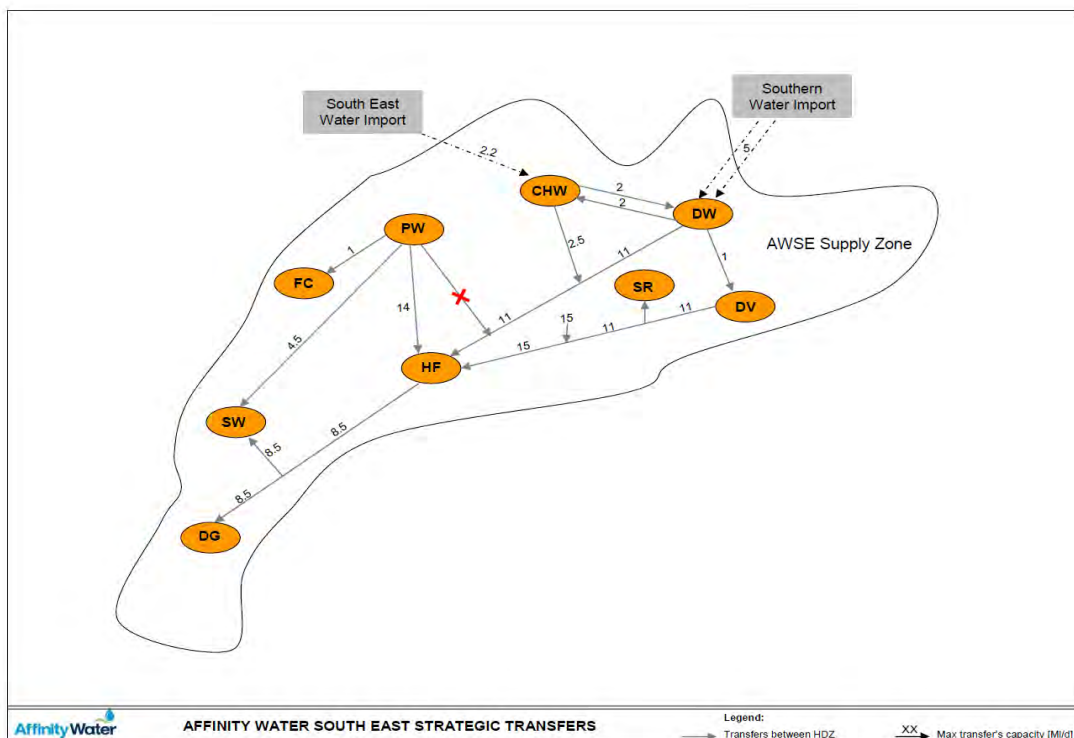 South East
Water Import
Southern
Water Import
2.2
5
CHW
2
2
DW
PW
2.5
11
AWSE Supply Zone
1
1
FC
SR
DV
14
11
15
11
11
4.5
15
HF
SW
8.5
8.5
8.5
DG
AffinityWater
AFFINITY WATER SOUTH EAST STRATEGIC TRANSFERS
Legend:
Transfers between HDZ
XX
Max transfer's capacity [Ml/d]